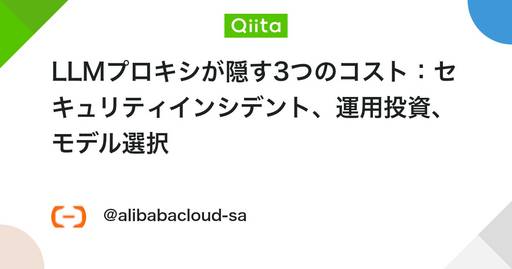 Qiita
LLMプロキシが隠す3つのコスト：セ
キュリティインシデント、運用投資、
モデル選択
@alibabacloud-sa